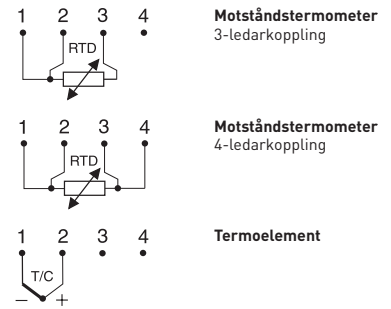 1 2 3 4
Motståndstermometer
3-ledarkoppling
RTD
1 2 3 4
Motståndstermometer
4-ledarkoppling
RTD
1 2 3 4
Termoelement
T/C
− +